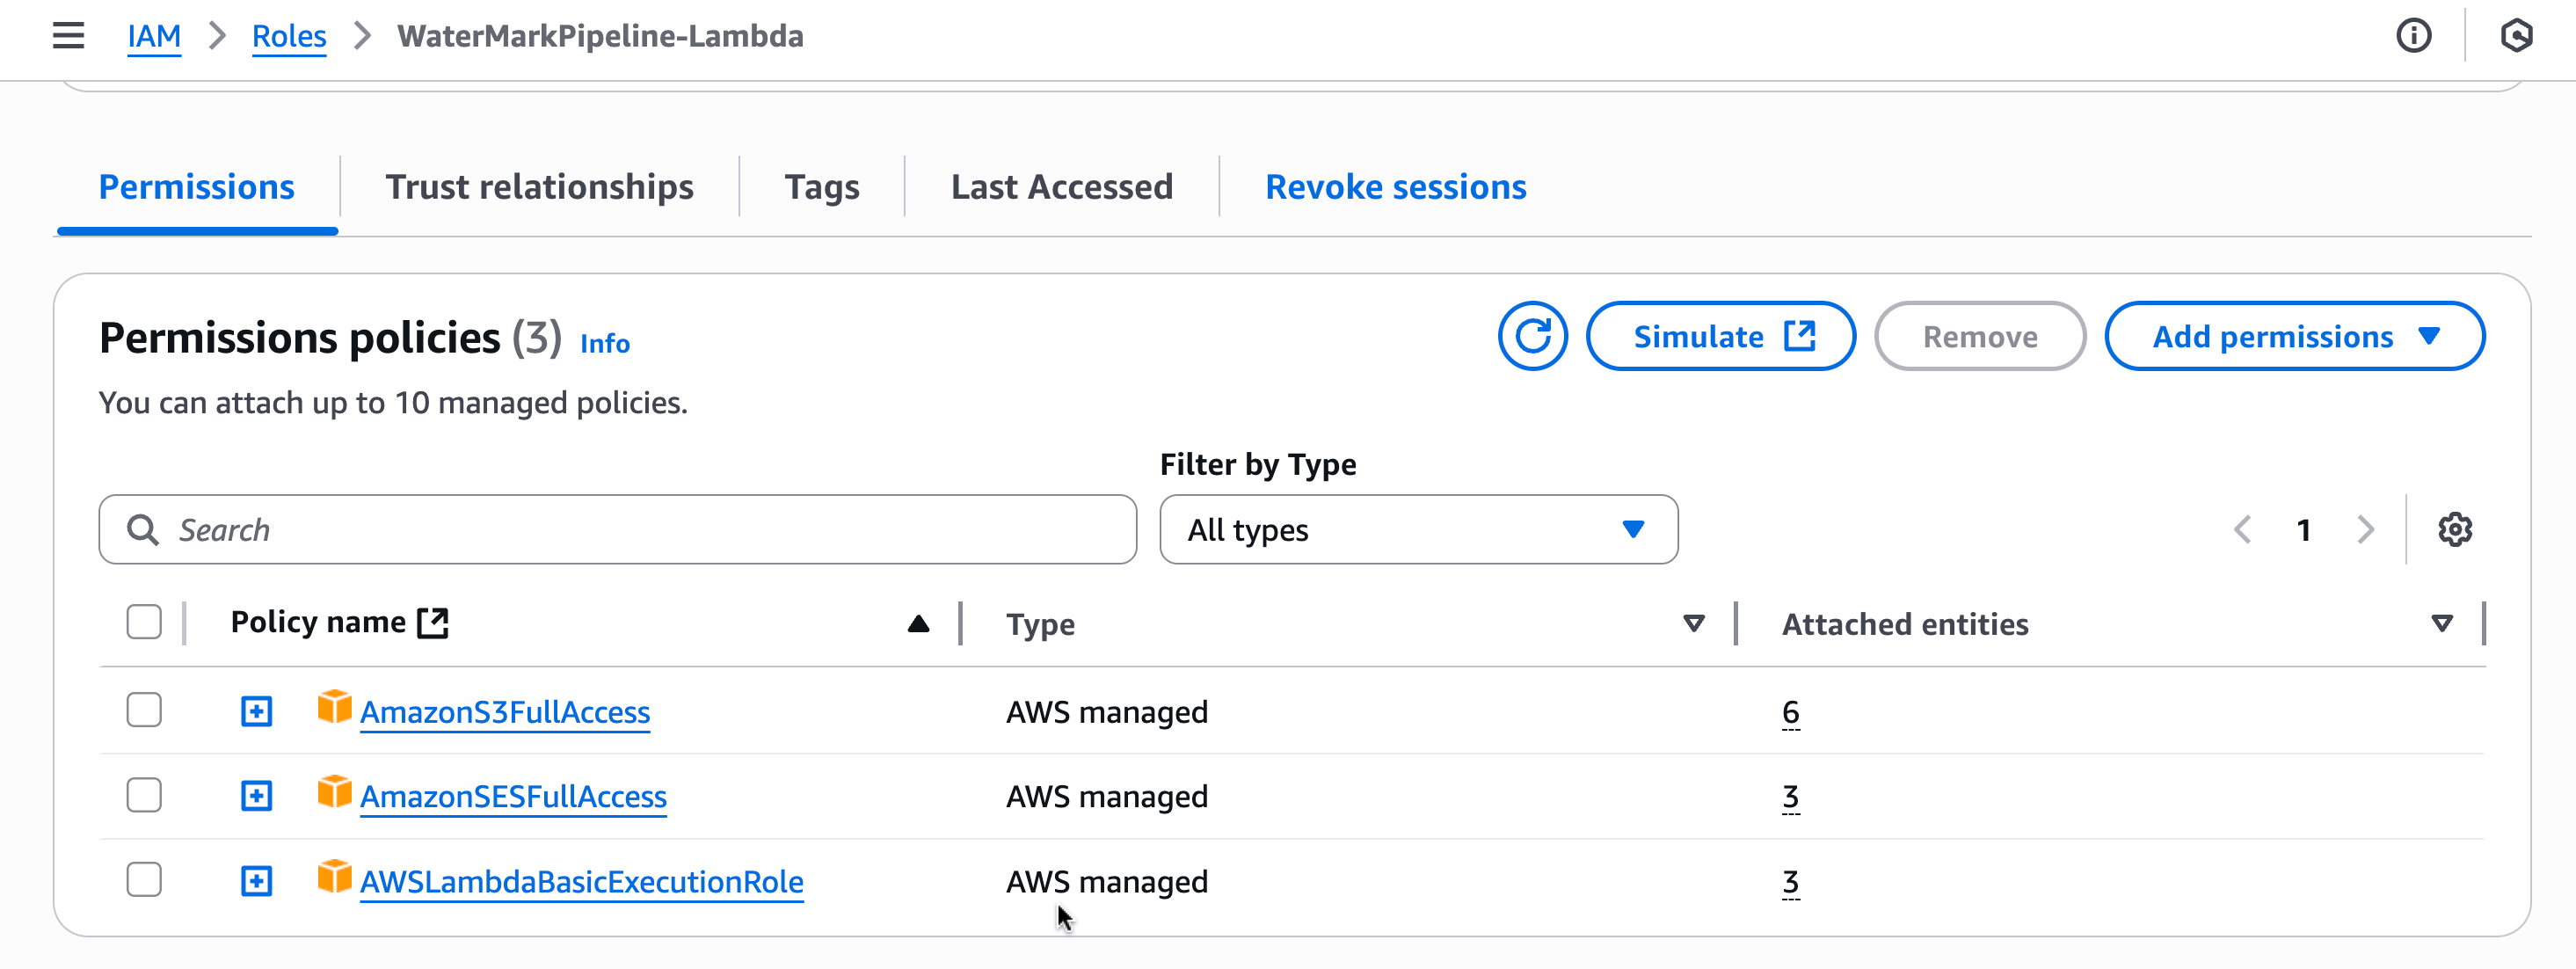 IAM > Roles > WaterMarkPipeline-Lambda
Permissions Trust relationships Tags Last Accessed Revoke sessions
Permissions policies (3) Info Simulate Remove Add permissions
You can attach up to 10 managed policies.
Filter by Type
Search All types 1
Policy name Type Attached entities
AmazonS3FullAccess AWS managed 6
AmazonSESFullAccess AWS managed 3
AWSLambdaBasicExecutionRole AWS managed 3